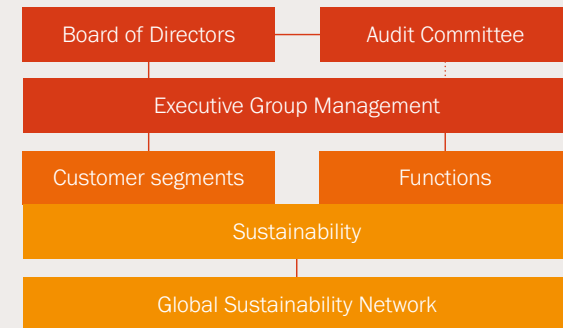 Board of Directors
Audit Committee
Executive Group Management
Customer segments
Functions
Sustainability
Global Sustainability Network